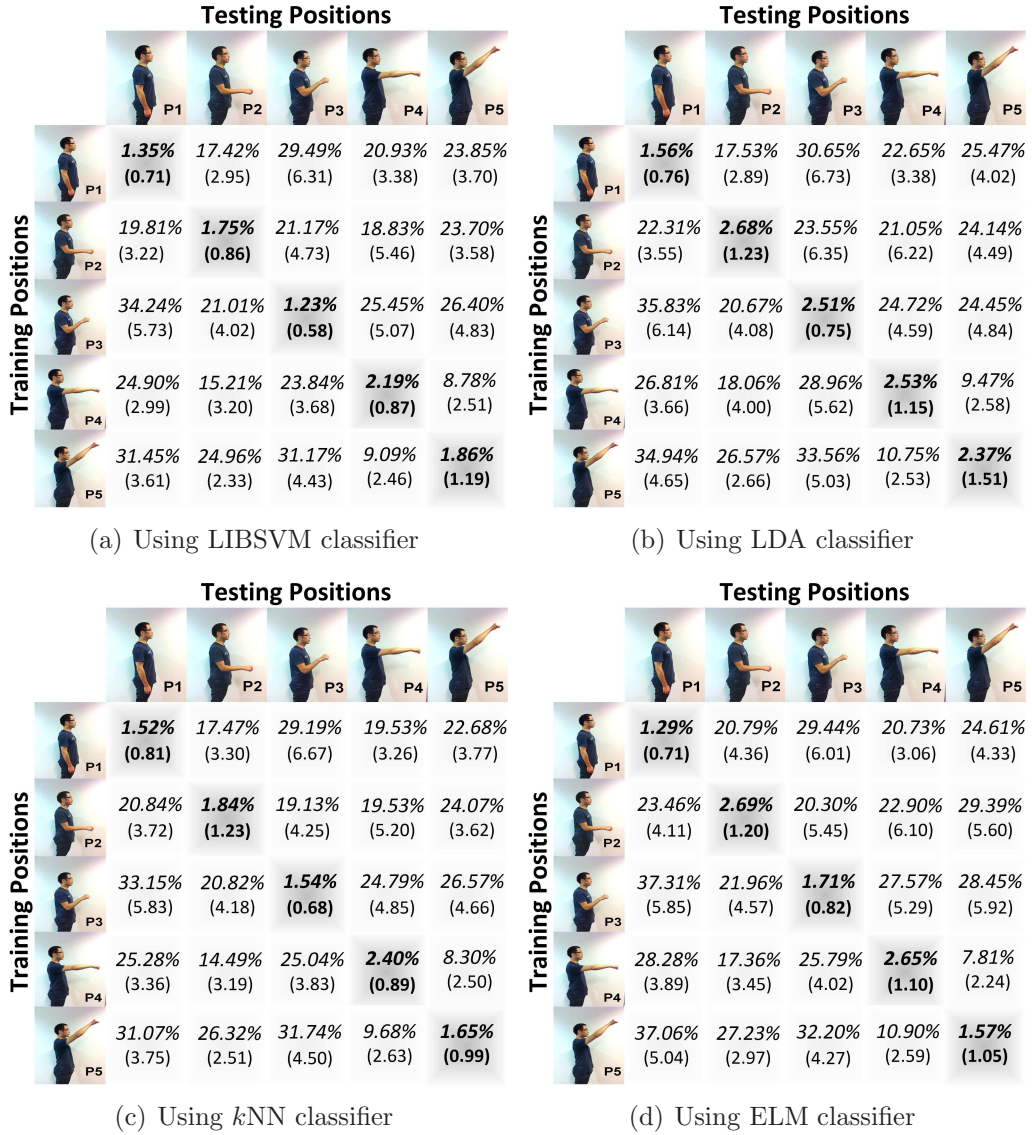 Testing Positions Testing Positions
P1 P2 P3 P4 P5 P1 P2 P3 P4 P5
Training Positions Training Positions
1.35% 17.42% 29.49% 20.93% 23.85% 1.56% 17.53% 30.65% 22.65% 25.47%
P1 (0.71) (2.95) (6.31) (3.38) (3.70) P1 (0.76) (2.89) (6.73) (3.38) (4.02)
19.81% 1.75% 21.17% 18.83% 23.70% 22.31% 2.68% 23.55% 21.05% 24.14%
P2 (3.22) (0.86) (4.73) (5.46) (3.58) P2 (3.55) (1.23) (6.35) (6.22) (4.49)
34.24% 21.01% 1.23% 25.45% 26.40% 35.83% 20.67% 2.51% 24.72% 24.45%
P3 (5.73) (4.02) (0.58) (5.07) (4.83) P3 (6.14) (4.08) (0.75) (4.59) (4.84)
24.90% 15.21% 23.84% 2.19% 8.78% 26.81% 18.06% 28.96% 2.53% 9.47%
P4 (2.99) (3.20) (3.68) (0.87) (2.51) P4 (3.66) (4.00) (5.62) (1.15) (2.58)
31.45% 24.96% 31.17% 9.09% 1.86% 34.94% 26.57% 33.56% 10.75% 2.37%
P5 (3.61) (2.33) (4.43) (2.46) (1.19) P5 (4.65) (2.66) (5.03) (2.53) (1.51)
(a) Using LIBSVM classifier (b) Using LDA classifier
Testing Positions Testing Positions
P1 P2 P3 P4 P5 P1 P2 P3 P4 P5
Training Positions Training Positions
1.52% 17.47% 29.19% 19.53% 22.68% 1.29% 20.79% 29.44% 20.73% 24.61%
P1 (0.81) (3.30) (6.67) (3.26) (3.77) P1 (0.71) (4.36) (6.01) (3.06) (4.33)
20.84% 1.84% 19.13% 19.53% 24.07% 23.46% 2.69% 20.30% 22.90% 29.39%
P2 (3.72) (1.23) (4.25) (5.20) (3.62) P2 (4.11) (1.20) (5.45) (6.10) (5.60)
33.15% 20.82% 1.54% 24.79% 26.57% 37.31% 21.96% 1.71% 27.57% 28.45%
P3 (5.83) (4.18) (0.68) (4.85) (4.66) P3 (5.85) (4.57) (0.82) (5.29) (5.92)
25.28% 14.49% 25.04% 2.40% 8.30% 28.28% 17.36% 25.79% 2.65% 7.81%
P4 (3.36) (3.19) (3.83) (0.89) (2.50) P4 (3.89) (3.45) (4.02) (1.10) (2.24)
31.07% 26.32% 31.74% 9.68% 1.65% 37.06% 27.23% 32.20% 10.90% 1.57%
P5 (3.75) (2.51) (4.50) (2.63) (0.99) P5 (5.04) (2.97) (4.27) (2.59) (1.05)
(c) Using kNN classifier (d) Using ELM classifier